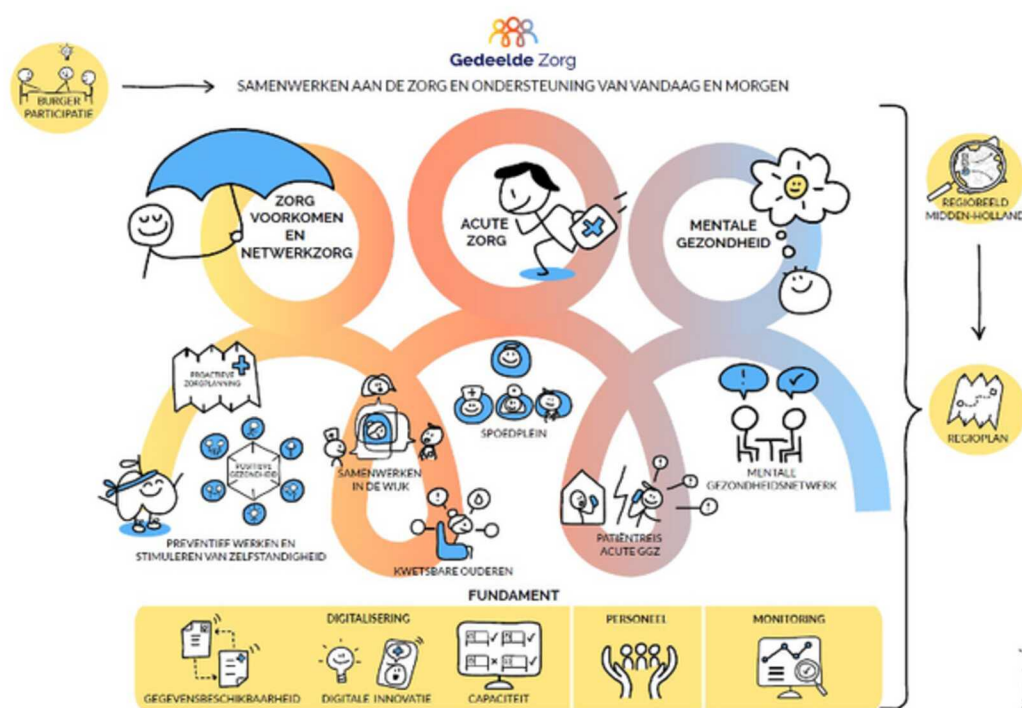 Gedeelde Zorg
SAMENWERKEN AAN DE ZORG EN ONDERSTEUNING VAN VANDAAG EN MORGEN
BURGER
PARTICIPATIE
ZORG
VOORKOMEN
EN
NETWERKZORG
ACUTE
ZORG
MENTALE
GEZONDHEID
REGIOBEELD
MIDDEN-HOLLAND
REGIOPLAN
PROACTIEVE
ZORGPLANNING
POSITIEVE
GEZONDHEID
PREVENTIEF WERKEN EN
STIMULEREN VAN ZELFSTANDIGHEID
SAMENWERKEN
IN DE WIJK
KWETSBARE OUDEREN
SPOEDPLEIN
PATIËNTREIS
ACUTE GGZ
MENTALE
GEZONDHEIDSNETWERK
FUNDAMENT
DIGITALISERING
GEGEVENSBESCHIKBAARHEID
DIGITALE INNOVATIE
CAPACITEIT
PERSONEEL
MONITORING